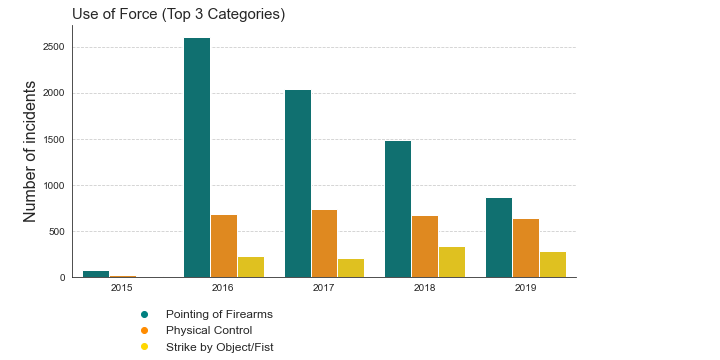 Use of Force (Top 3 Categories)
Number of incidents
2500
2000
1500
1000
500
0
2015 2016 2017 2018 2019
Pointing of Firearms
Physical Control
Strike by Object/Fist